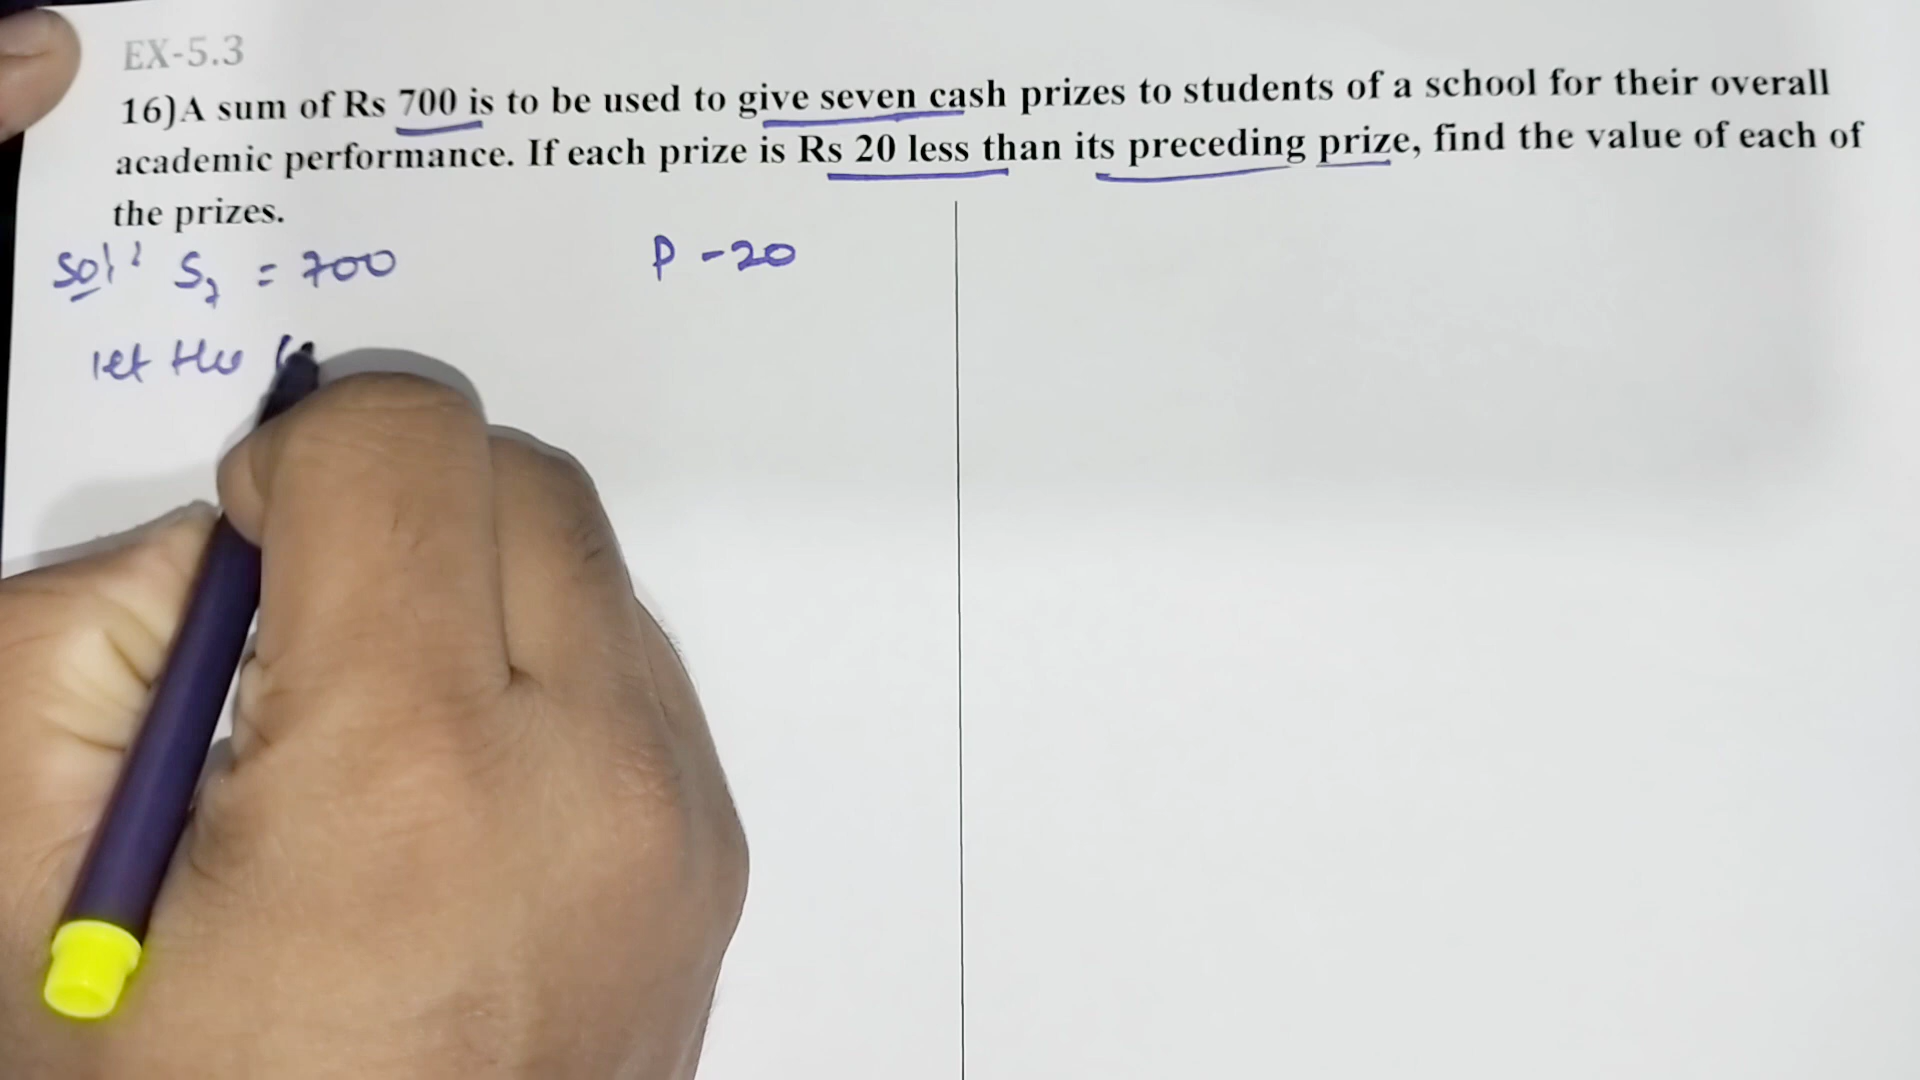 EX-5.3
16)A sum of Rs 700 is to be used to give seven cash prizes to students of a school for their overall
academic performance. If each prize is Rs 20 less than its preceding prize, find the value of each of
the prizes.
Sol: S7 = 700
P -20
let the